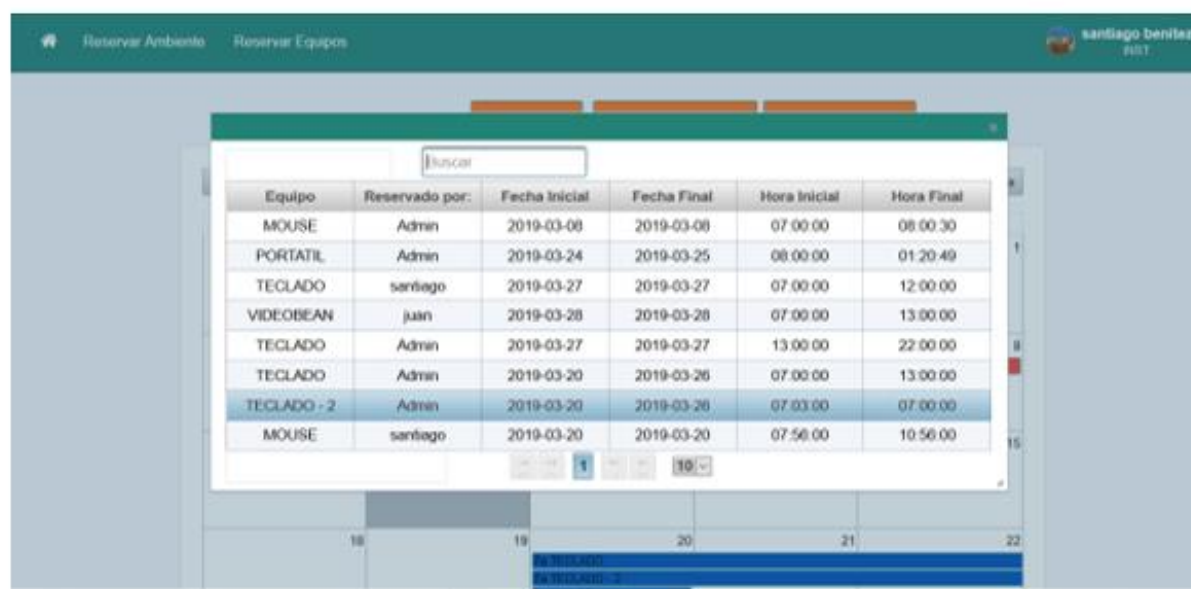 Reservar Ambiente Reservar Equipos santiago benitez
INST
Buscar
Equipo Reservado por: Fecha Inicial Fecha Final Hora Inicial Hora Final
MOUSE Admin 2019-03-08 2019-03-08 07:00:00 08:00:30
PORTATIL Admin 2019-03-24 2019-03-25 08:00:00 01:20:49
TECLADO santiago 2019-03-27 2019-03-27 07:00:00 12:00:00
VIDEOBEAN juan 2019-03-28 2019-03-28 07:00:00 13:00:00
TECLADO Admin 2019-03-27 2019-03-27 13:00:00 22:00:00
TECLADO Admin 2019-03-20 2019-03-26 07:00:00 13:00:00
TECLADO - 2 Admin 2019-03-20 2019-03-26 07:03:00 07:00:00
MOUSE santiago 2019-03-20 2019-03-20 07:56:00 10:56:00
1 10
1
8
15
18 19 20 21 22
7a TECLADO
7a TECLADO - 2